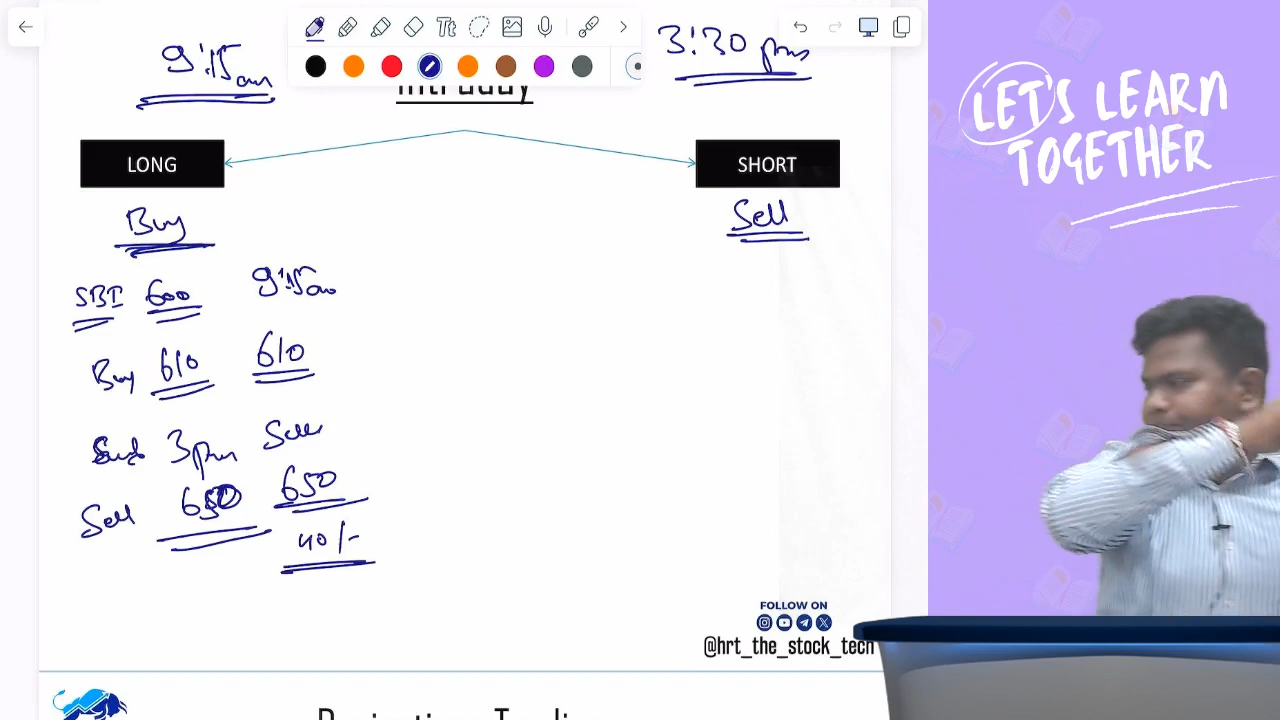 9:15am
3:30 pm
Intraday
LONG
SHORT
Buy
Sell
SBI 600 9:15am
Buy 610 610
3pm Sell
Sell 650 650
40/-
LET'S LEARN
TOGETHER
FOLLOW ON
@hrt_the_stock_tech